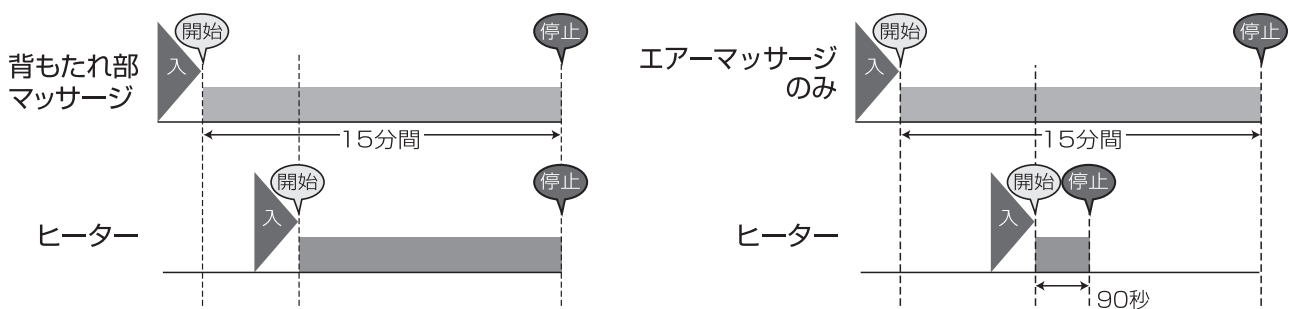 開始
停止
入
背もたれ部
マッサージ
15分間
開始
停止
入
ヒーター
開始
停止
入
エアーマッサージ
のみ
15分間
開始
停止
入
ヒーター
90秒